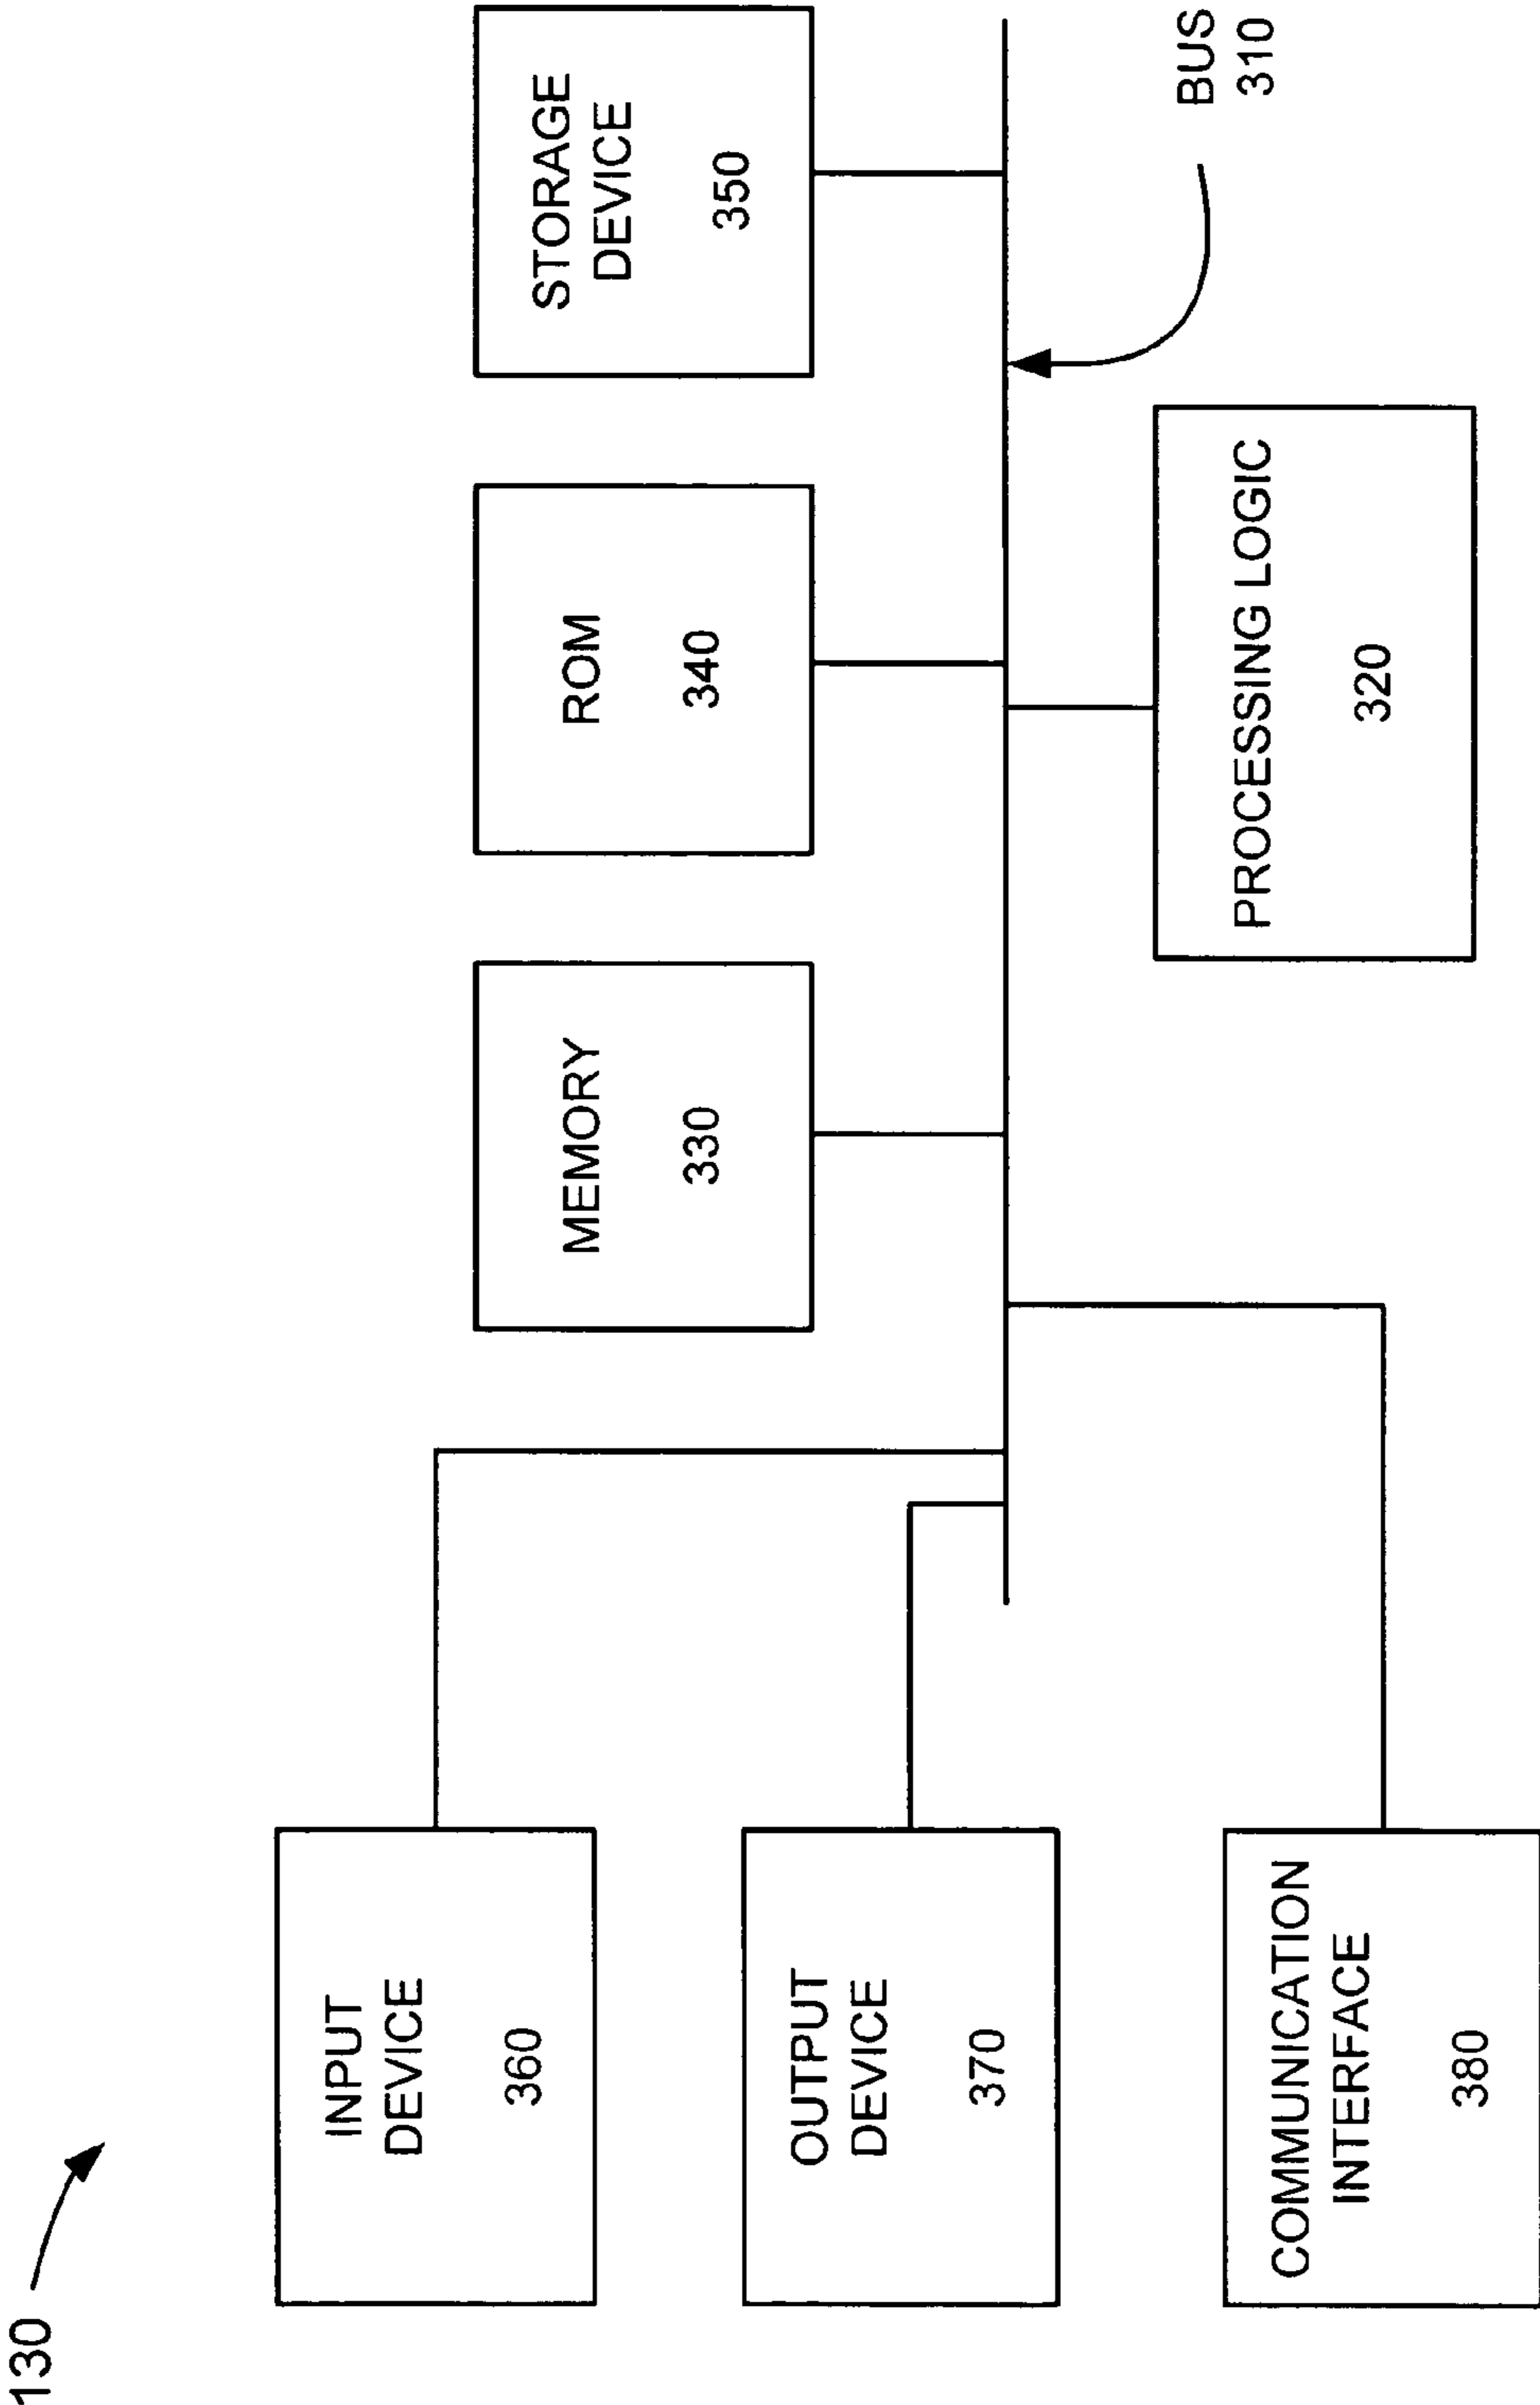 130
INPUT
DEVICE
360
OUTPUT
DEVICE
370
COMMUNICATION
INTERFACE
380
MEMORY
330
ROM
340
STORAGE
DEVICE
350
PROCESSING LOGIC
320
BUS
310